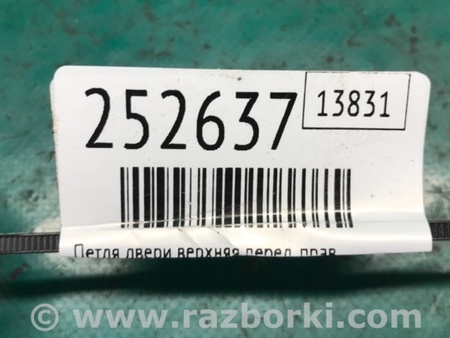 252637
13831
Петля двери верхняя перед прав
© www.razborki.com